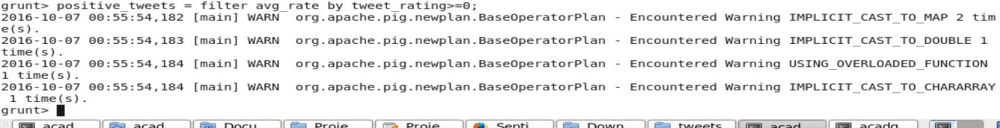 grunt> positive_tweets = filter avg_rate by tweet_rating>=0;
2016-10-07 00:55:54,182 [main] WARN  org.apache.pig.newplan.BaseOperatorPlan - Encountered Warning IMPLICIT_CAST_TO_MAP 2 tim
e(s).
2016-10-07 00:55:54,183 [main] WARN  org.apache.pig.newplan.BaseOperatorPlan - Encountered Warning IMPLICIT_CAST_TO_DOUBLE 1
time(s).
2016-10-07 00:55:54,184 [main] WARN  org.apache.pig.newplan.BaseOperatorPlan - Encountered Warning USING_OVERLOADED_FUNCTION
1 time(s).
2016-10-07 00:55:54,184 [main] WARN  org.apache.pig.newplan.BaseOperatorPlan - Encountered Warning IMPLICIT_CAST_TO_CHARARRAY
 1 time(s).
grunt>
acad acad Docu Proje Proje Senti Down tweets acad acadg